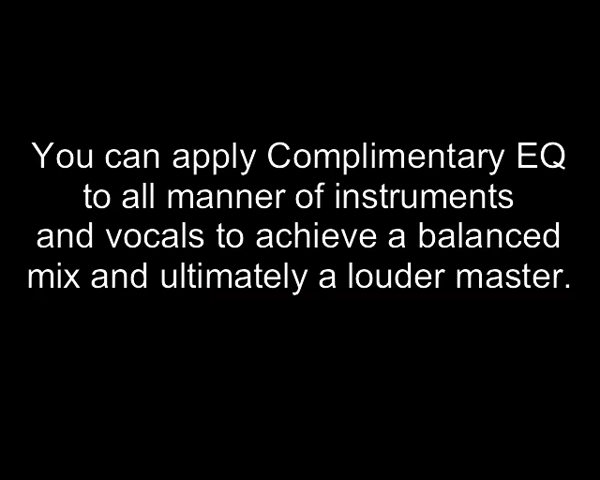 You can apply Complimentary EQ
to all manner of instruments
and vocals to achieve a balanced
mix and ultimately a louder master.